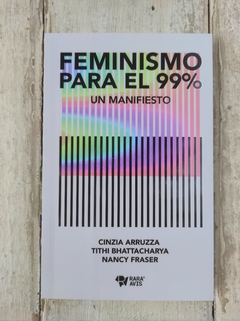 FEMINISMO
PARA EL 99%
UN MANIFIESTO
CINZIA ARRUZZA
TITHI BHATTACHARYA
NANCY FRASER
RARA
AVIS